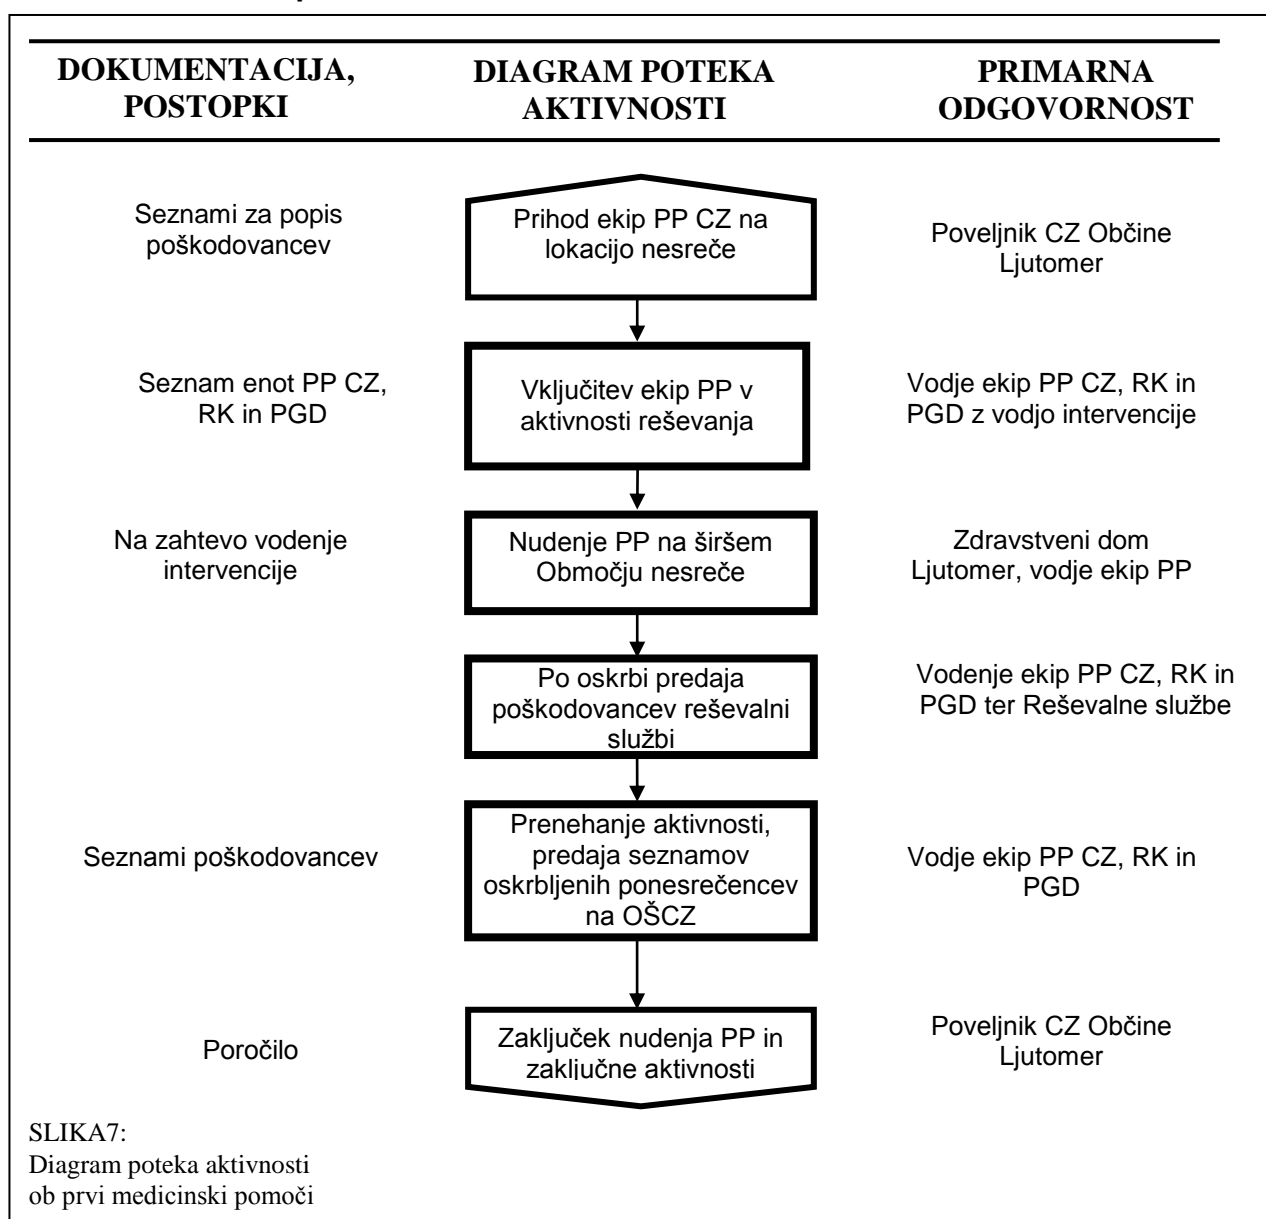 DOKUMENTACIJA,
POSTOPKI
DIAGRAM POTEKA
AKTIVNOSTI
PRIMARNA
ODGOVORNOST
Seznami za popis
poškodovancev
Prihod ekip PP CZ na
lokacijo nesreče
Poveljnik CZ Občine
Ljutomer
Seznam enot PP CZ,
RK in PGD
Vključitev ekip PP v
aktivnosti reševanja
Vodje ekip PP CZ, RK in
PGD z vodjo intervencije
Na zahtevo vodenje
intervencije
Nudenje PP na širšem
Območju nesreče
Zdravstveni dom
Ljutomer, vodje ekip PP
Po oskrbi predaja
poškodovancev reševalni
službi
Vodenje ekip PP CZ, RK in
PGD ter Reševalne službe
Seznami poškodovancev
Prenehanje aktivnosti,
predaja seznamov
oskrbljenih ponesrečencev
na OŠCZ
Vodje ekip PP CZ, RK in
PGD
Poročilo
Zaključek nudenja PP in
zaključne aktivnosti
Poveljnik CZ Občine
Ljutomer
SLIKA7:
Diagram poteka aktivnosti
ob prvi medicinski pomoči